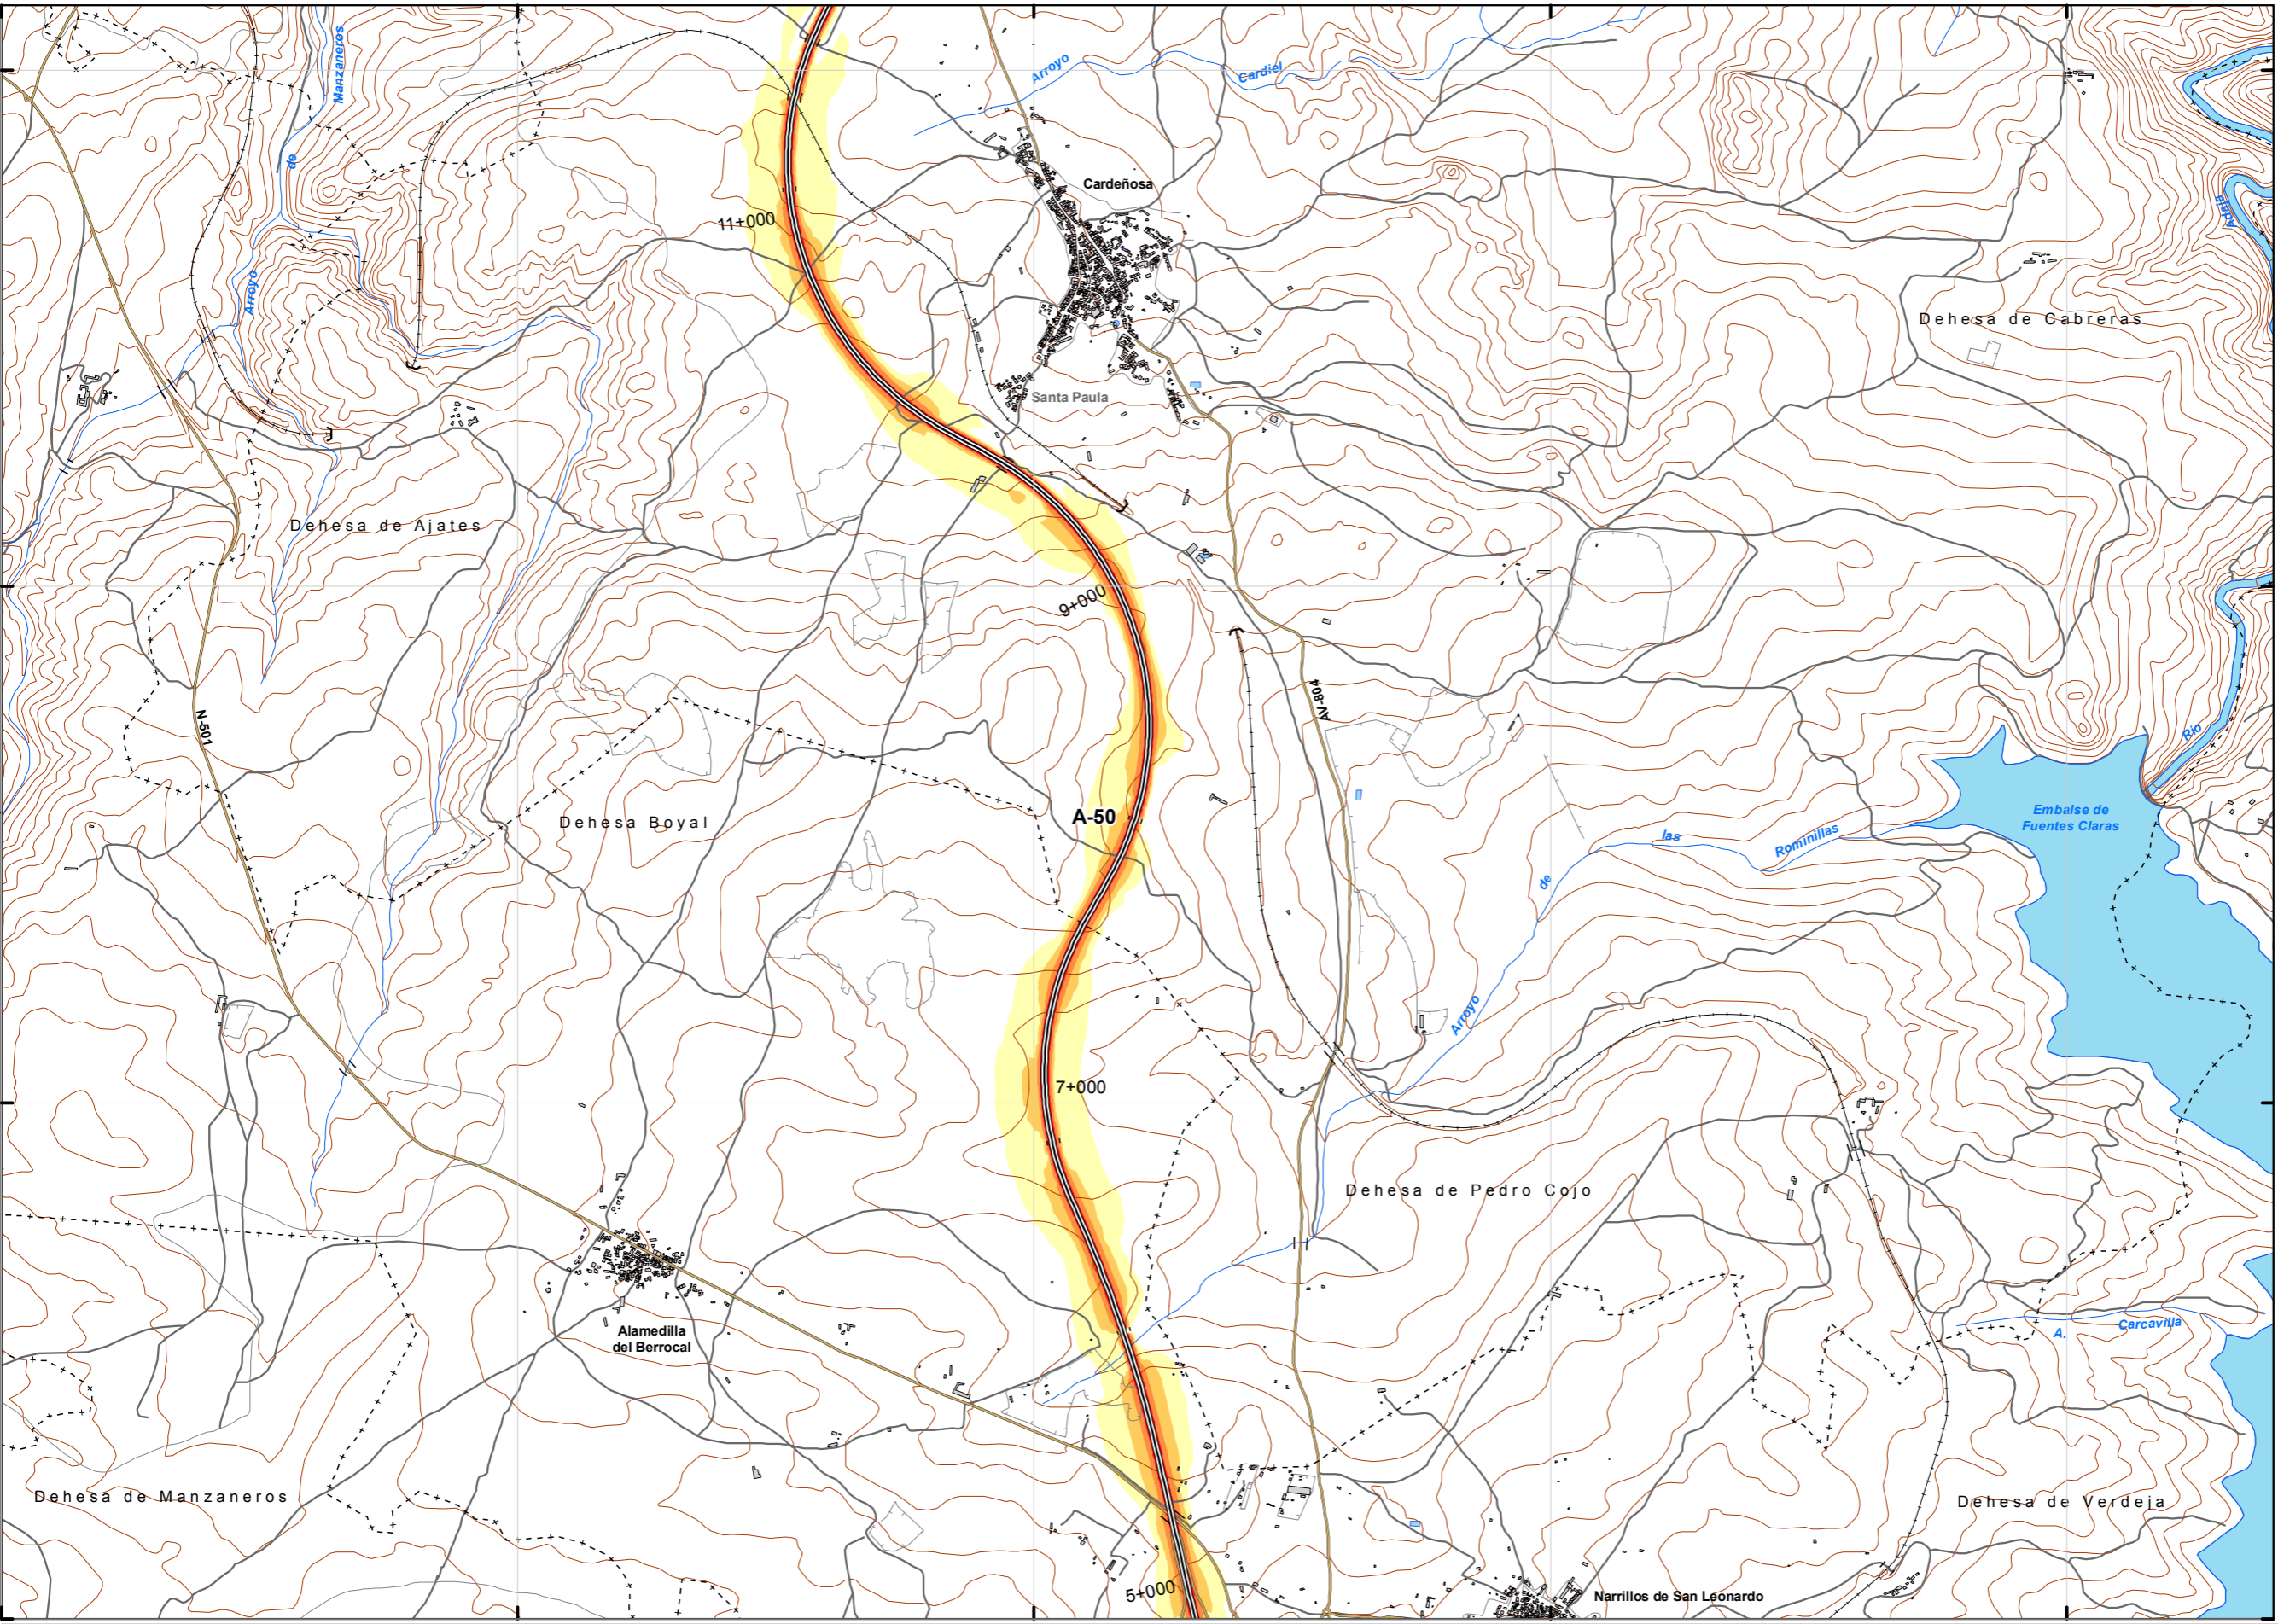 Manzaneros
de
Arroyo
Arroyo
Cardiel
Cardeñosa
11+000
Adaja
Dehesa de Cabreras
Santa Paula
Dehesa de Ajates
9+000
N-501
AV-804
Río
A-50
Dehesa Boyal
Embalse de
Fuentes Claras
las
Rominillas
de
Arroyo
7+000
Dehesa de Pedro Cojo
Alamedilla
del Berrocal
A.
Carcavilla
Dehesa de Manzaneros
Dehesa de Verdeja
5+000
Narrillos de San Leonardo